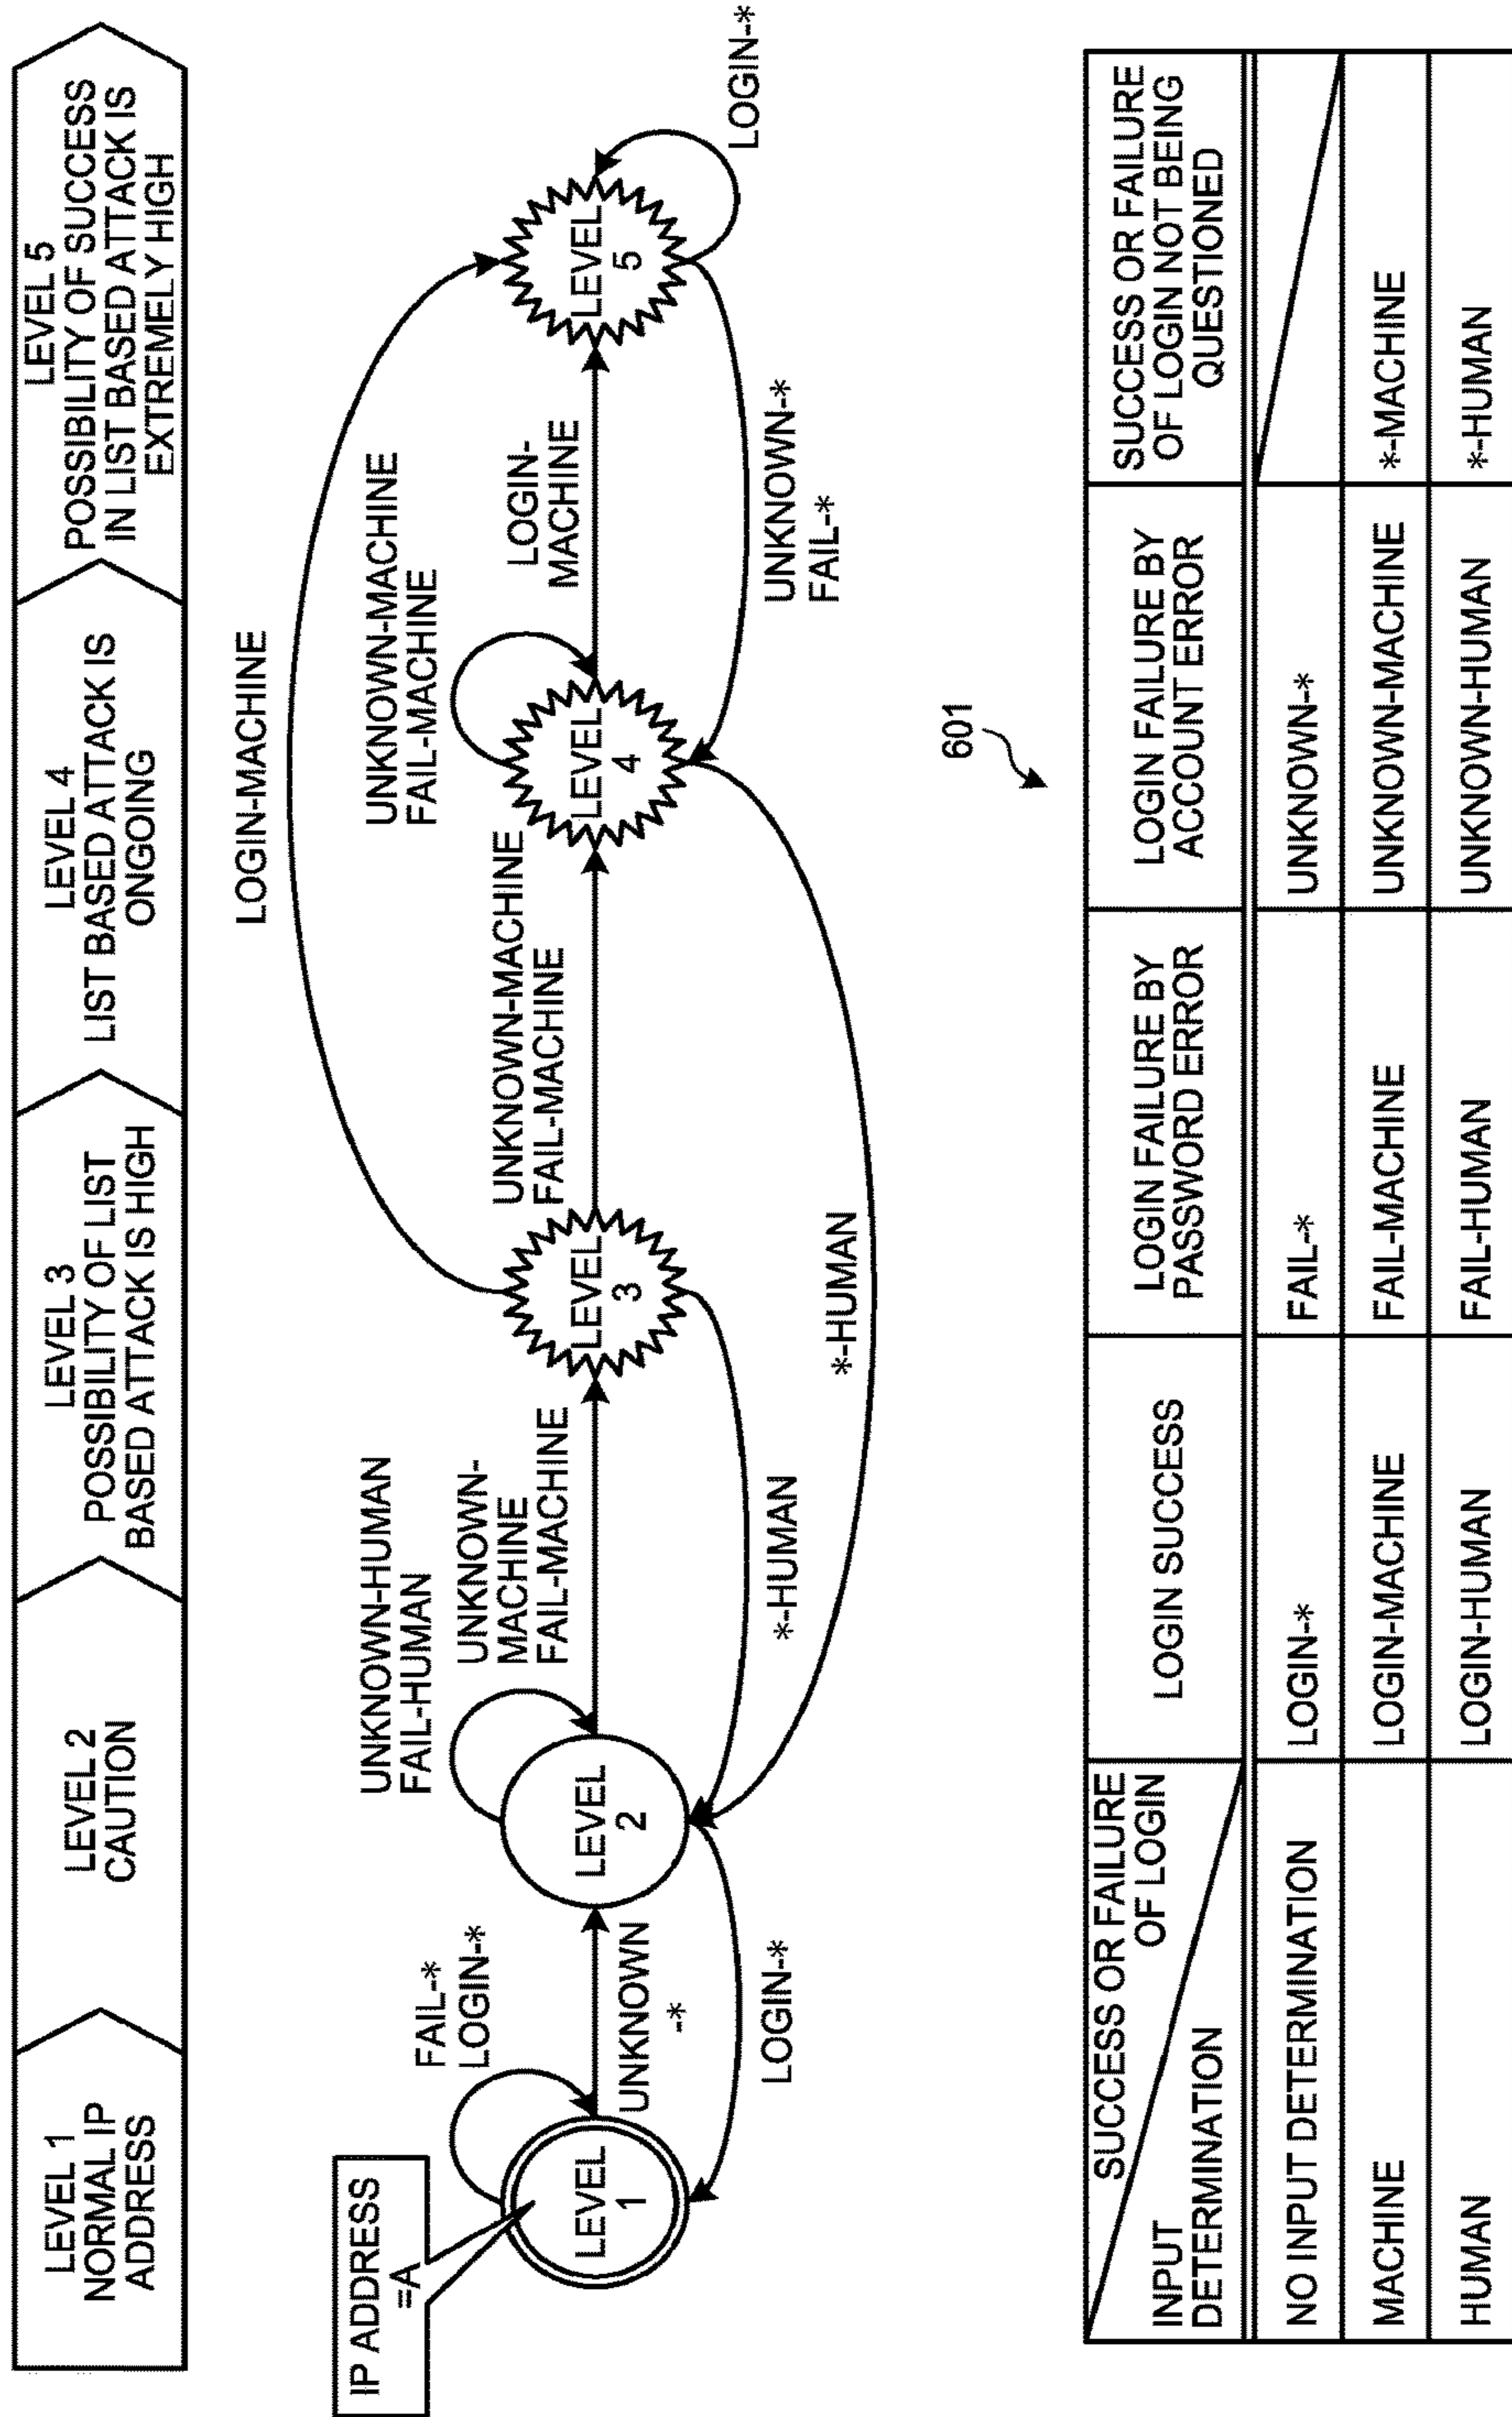 LEVEL 1
NORMAL IP
ADDRESS
LEVEL 2
CAUTION
LEVEL 3
POSSIBILITY OF LIST
BASED ATTACK IS HIGH
LEVEL 4
LIST BASED ATTACK IS
ONGOING
LEVEL 5
POSSIBILITY OF SUCCESS
IN LIST BASED ATTACK IS
EXTREMELY HIGH
IP ADDRESS
=A
LOGIN-MACHINE
FAIL-*
LOGIN-*
UNKNOWN-HUMAN
FAIL-HUMAN
UNKNOWN-MACHINE
FAIL-MACHINE
UNKNOWN-
MACHINE
FAIL-MACHINE
UNKNOWN-MACHINE
FAIL-MACHINE
LOGIN-
MACHINE
LEVEL
1
UNKNOWN
-*
LEVEL
2
LEVEL
3
LEVEL
4
LEVEL
5
LOGIN-*
LOGIN-*
*-HUMAN
*-HUMAN
UNKNOWN-*
FAIL-*
601
SUCCESS OR FAILURE
OF LOGIN
INPUT
DETERMINATION
LOGIN SUCCESS
LOGIN FAILURE BY
PASSWORD ERROR
LOGIN FAILURE BY
ACCOUNT ERROR
SUCCESS OR FAILURE
OF LOGIN NOT BEING
QUESTIONED
NO INPUT DETERMINATION
LOGIN-*
FAIL-*
UNKNOWN-*
MACHINE
LOGIN-MACHINE
FAIL-MACHINE
UNKNOWN-MACHINE
*-MACHINE
HUMAN
LOGIN-HUMAN
FAIL-HUMAN
UNKNOWN-HUMAN
*-HUMAN